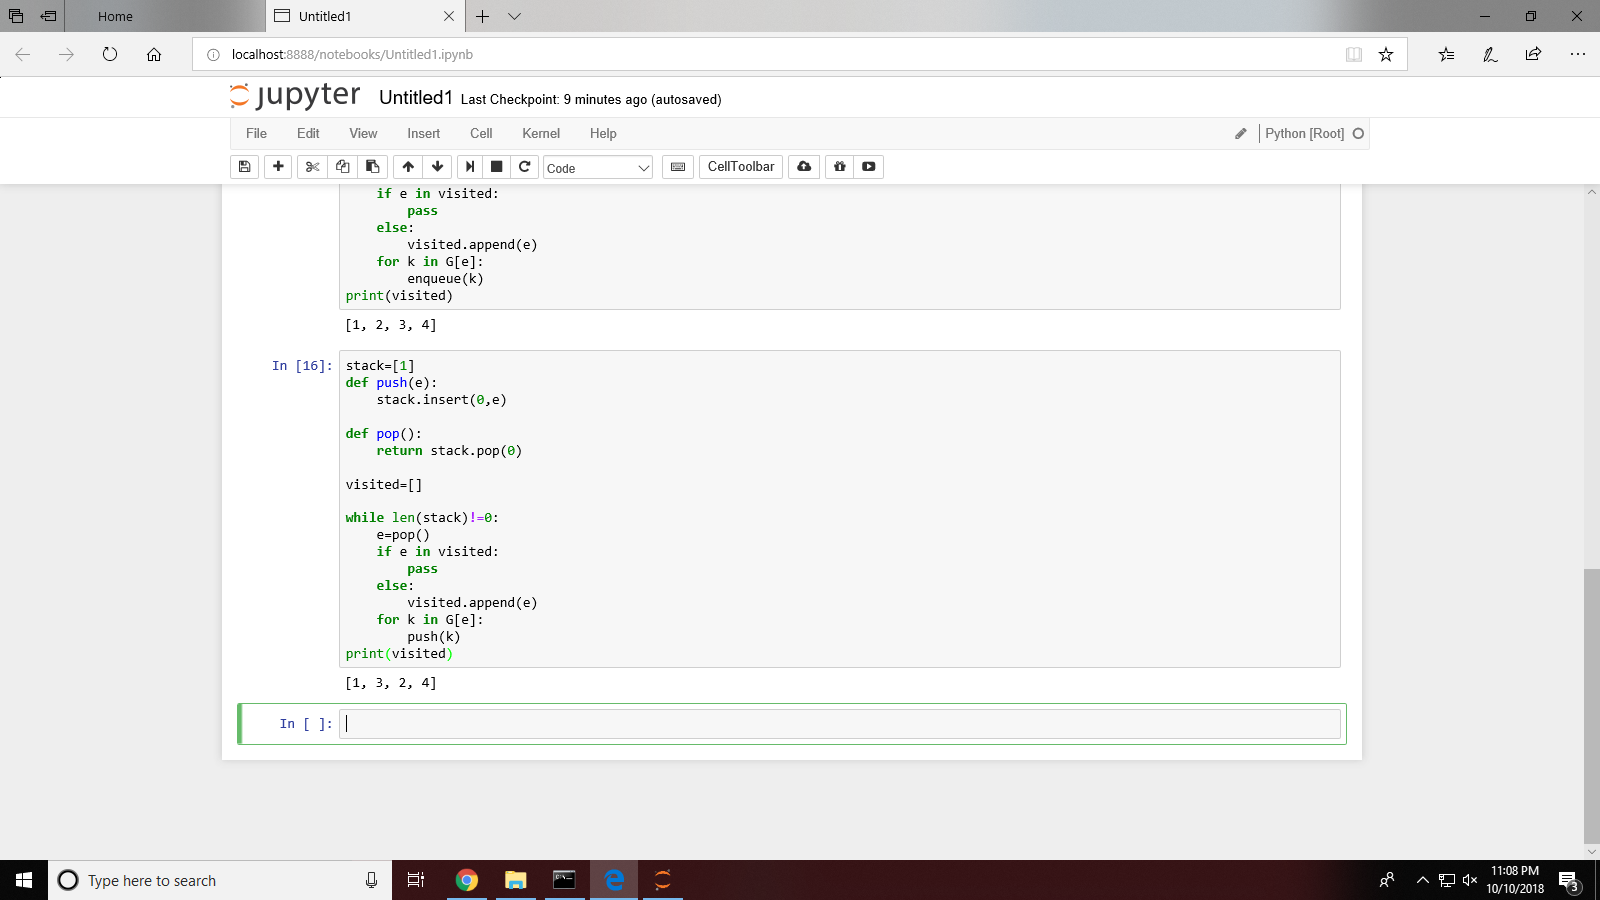 Home
Untitled1
localhost:8888/notebooks/Untitled1.ipynb
jupyter Untitled1 Last Checkpoint: 9 minutes ago (autosaved)
File Edit View Insert Cell Kernel Help Python [Root]
Code CellToolbar
    if e in visited:
        pass
    else:
        visited.append(e)
    for k in G[e]:
        enqueue(k)
print(visited)
[1, 2, 3, 4]
In [16]: stack=[1]
def push(e):
    stack.insert(0,e)
def pop():
    return stack.pop(0)
visited=[]
while len(stack)!=0:
    e=pop()
    if e in visited:
        pass
    else:
        visited.append(e)
    for k in G[e]:
        push(k)
print(visited)
[1, 3, 2, 4]
In [ ]:
Type here to search
11:08 PM
10/10/2018
3